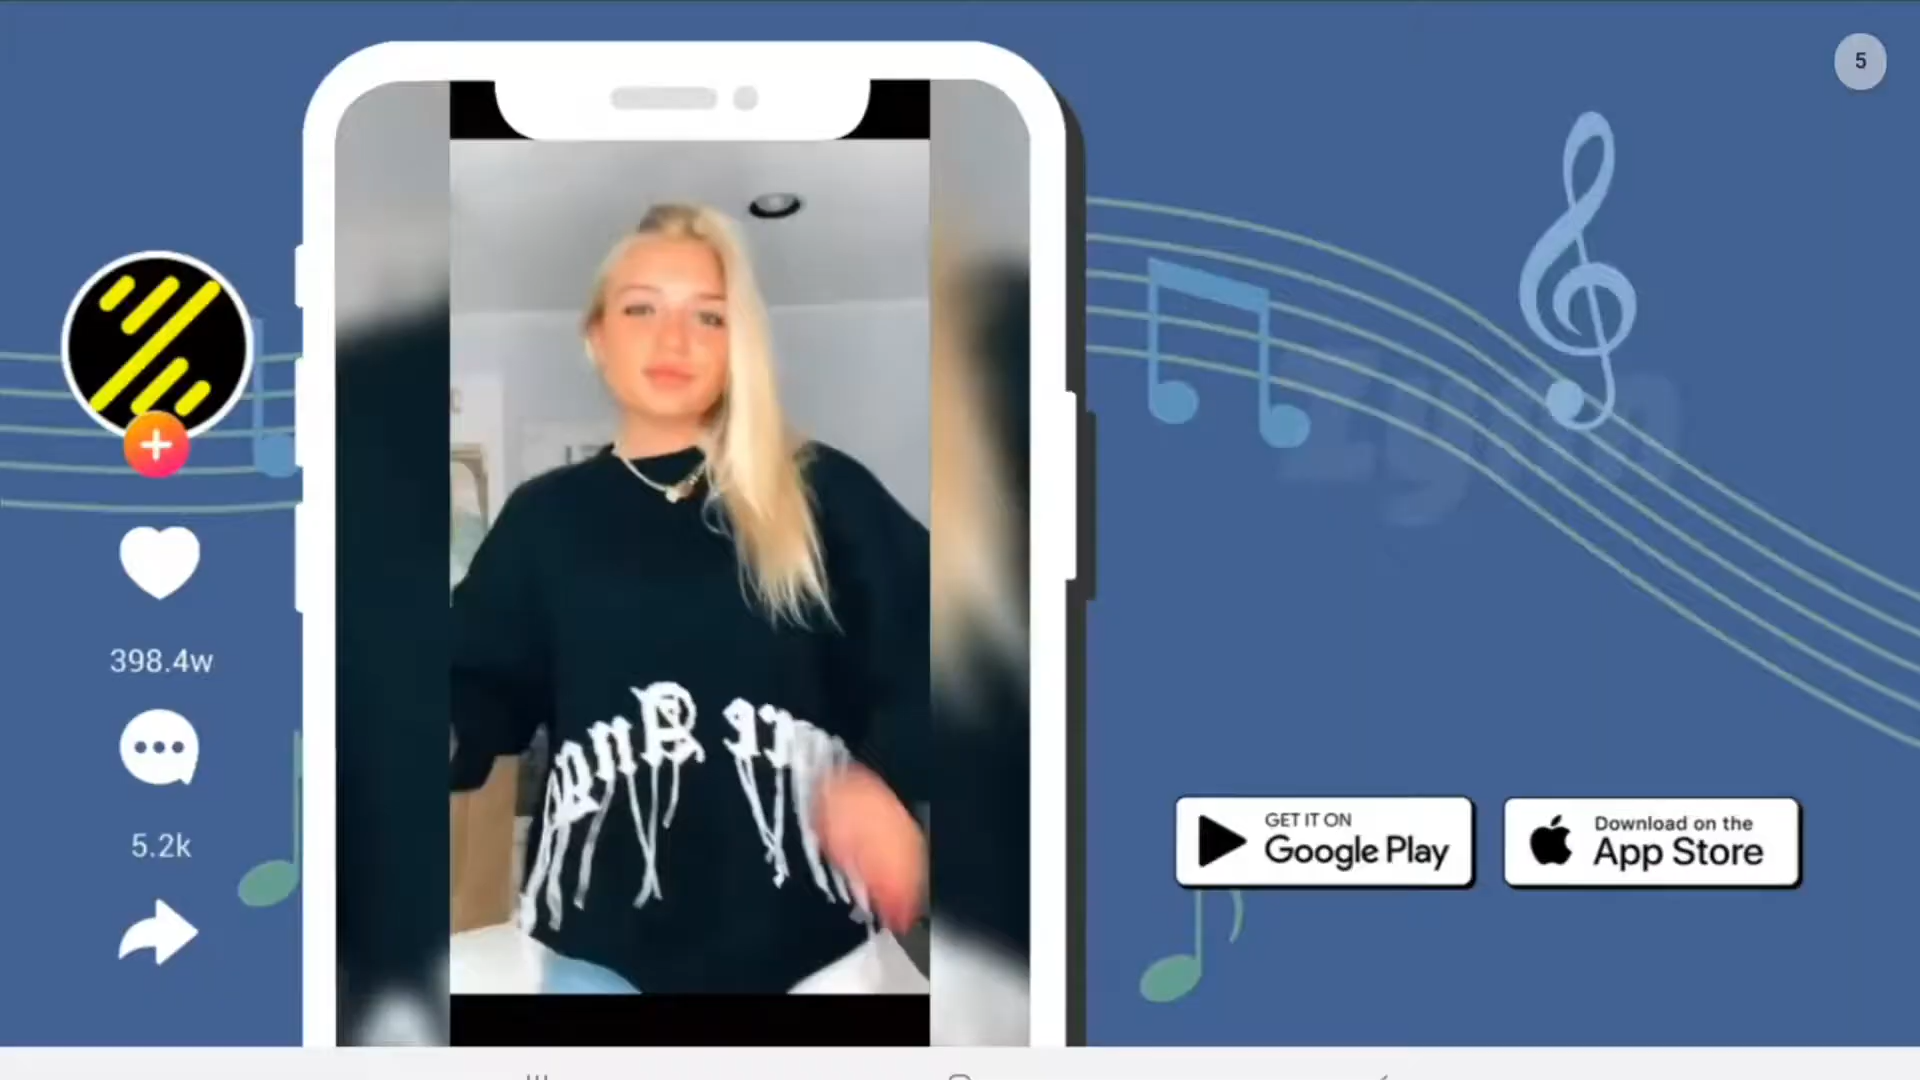 5
398.4w
5.2k
GET IT ON
Google Play
Download on the
App Store